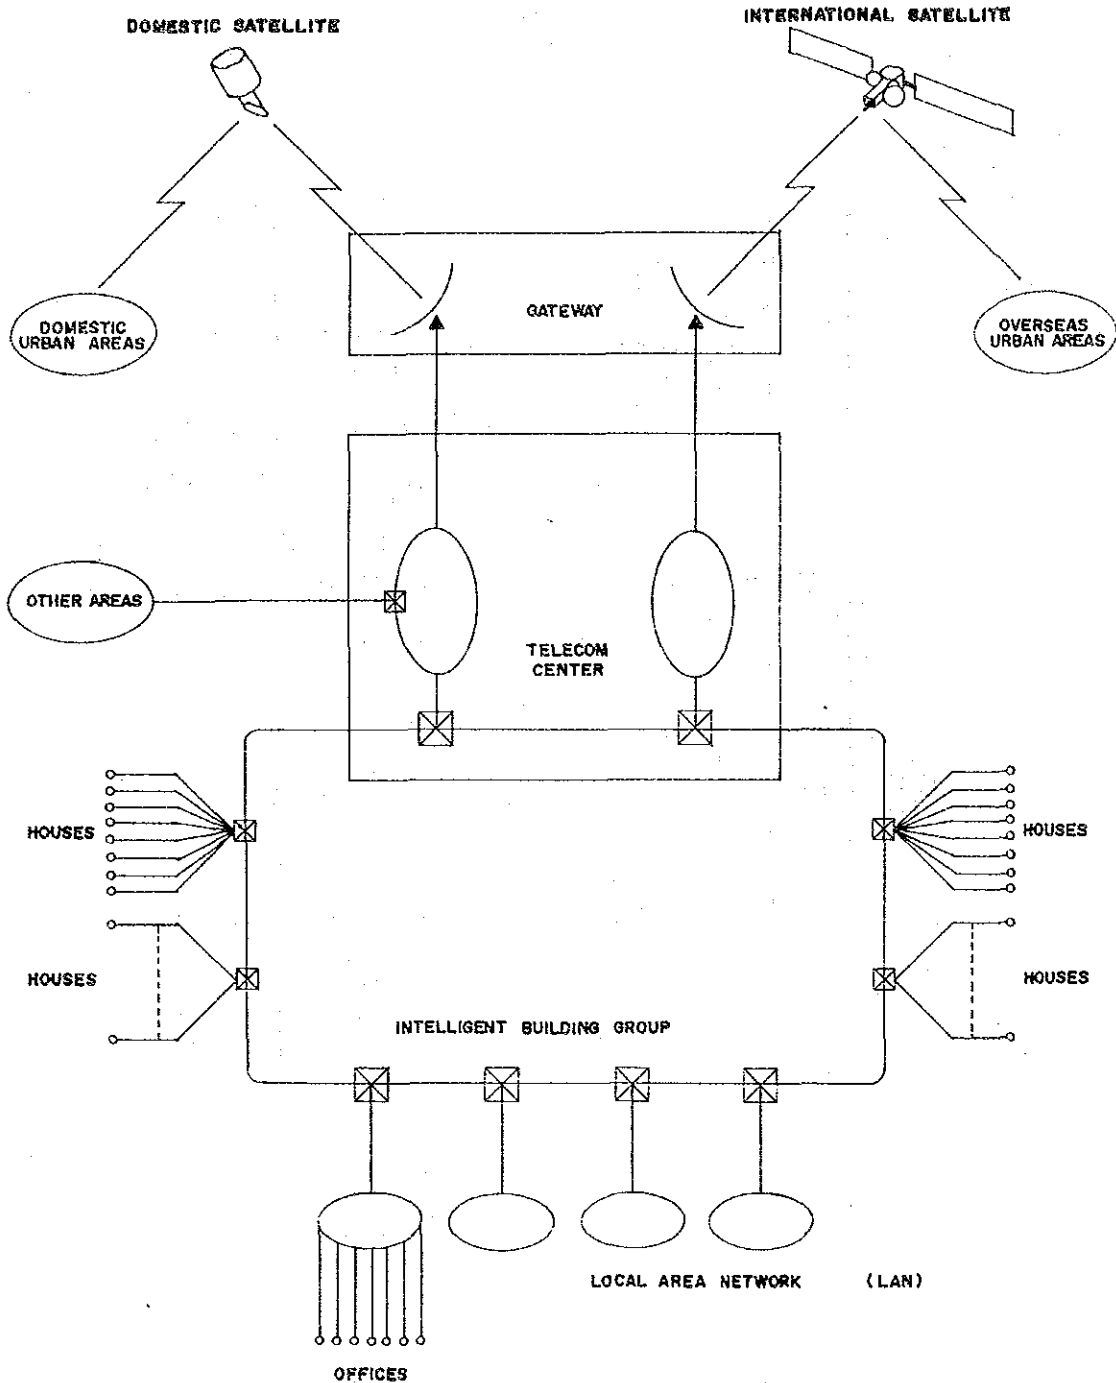 DOMESTIC SATELLITE
INTERNATIONAL SATELLITE
GATEWAY
DOMESTIC
URBAN AREAS
OVERSEAS
URBAN AREAS
OTHER AREAS
TELECOM
CENTER
HOUSES
HOUSES
HOUSES
HOUSES
INTELLIGENT BUILDING GROUP
LOCAL AREA NETWORK (LAN)
OFFICES